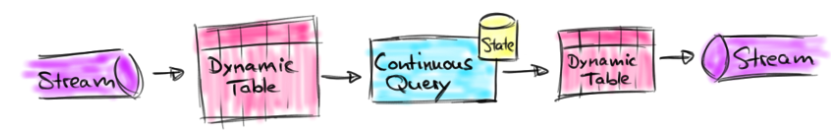 Stream
Dynamic
Table
Continuous
Query
State
Dynamic
Table
Stream